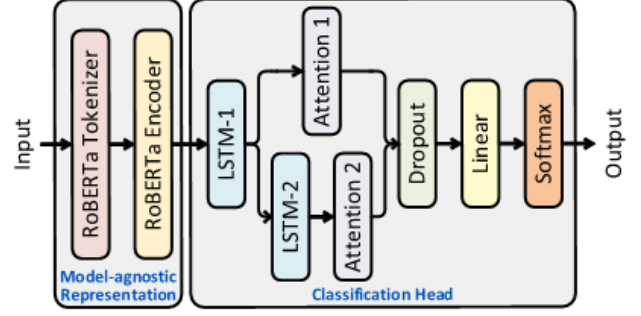 Input
RoBERTa Tokenizer
RoBERTa Encoder
Model-agnostic
Representation
LSTM-1
Attention 1
LSTM-2
Attention 2
Dropout
Linear
Softmax
Classification Head
Output